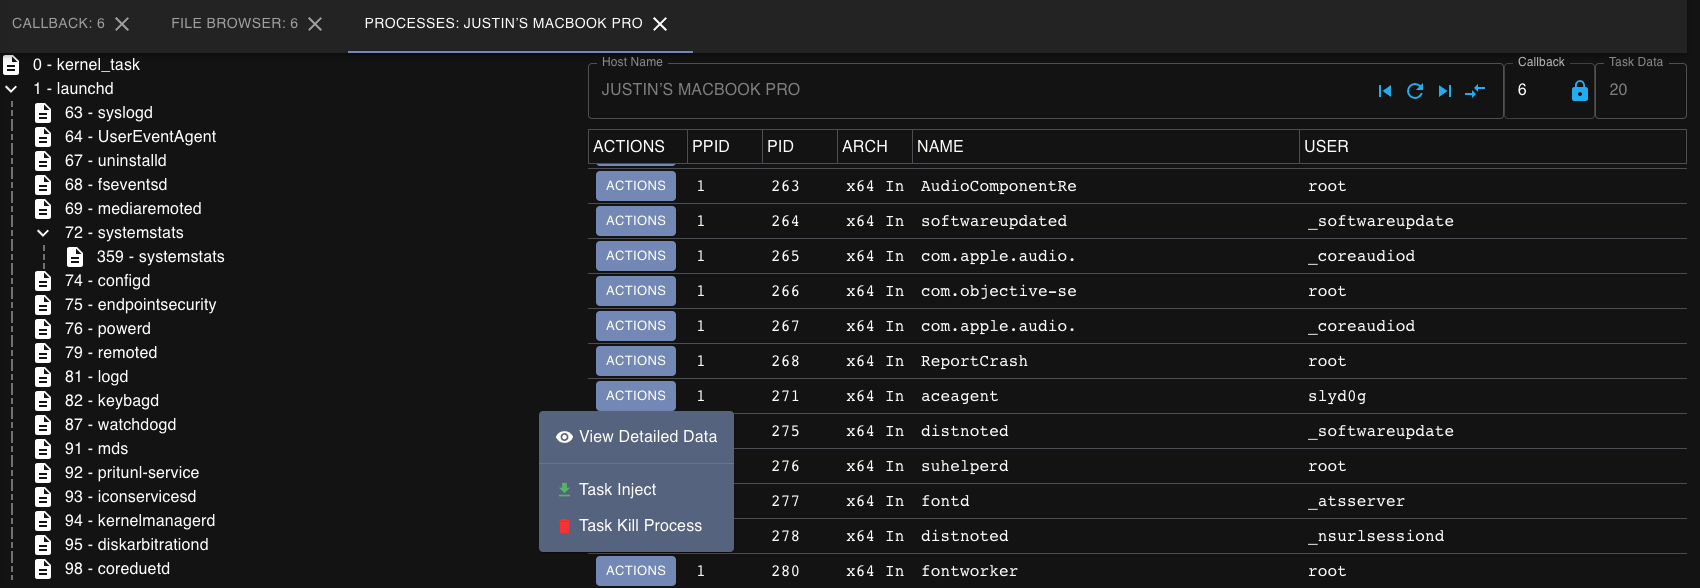 CALLBACK: 6 FILE BROWSER: 6 PROCESSES: JUSTIN'S MACBOOK PRO
0 - kernel_task
1 - launchd
63 - syslogd
64 - UserEventAgent
67 - uninstalld
68 - fseventsd
69 - mediaremoted
72 - systemstats
359 - systemstats
74 - configd
75 - endpointsecurity
76 - powerd
79 - remoted
81 - logd
82 - keybagd
87 - watchdogd
91 - mds
92 - pritunl-service
93 - iconservicesd
94 - kernelmanagerd
95 - diskarbitrationd
98 - coreduetd
Host Name
JUSTIN'S MACBOOK PRO
Callback
6
Task Data
20
ACTIONS PPID PID ARCH NAME USER
ACTIONS 1 263 x64 In AudioComponentRe root
ACTIONS 1 264 x64 In softwareupdated _softwareupdate
ACTIONS 1 265 x64 In com.apple.audio. _coreaudiod
ACTIONS 1 266 x64 In com.objective-se root
ACTIONS 1 267 x64 In com.apple.audio. _coreaudiod
ACTIONS 1 268 x64 In ReportCrash root
ACTIONS 1 271 x64 In aceagent slyd0g
275 x64 In distnoted _softwareupdate
276 x64 In suhelperd root
277 x64 In fontd _atsserver
278 x64 In distnoted _nsurlsessiond
ACTIONS 1 280 x64 In fontworker root
View Detailed Data
Task Inject
Task Kill Process